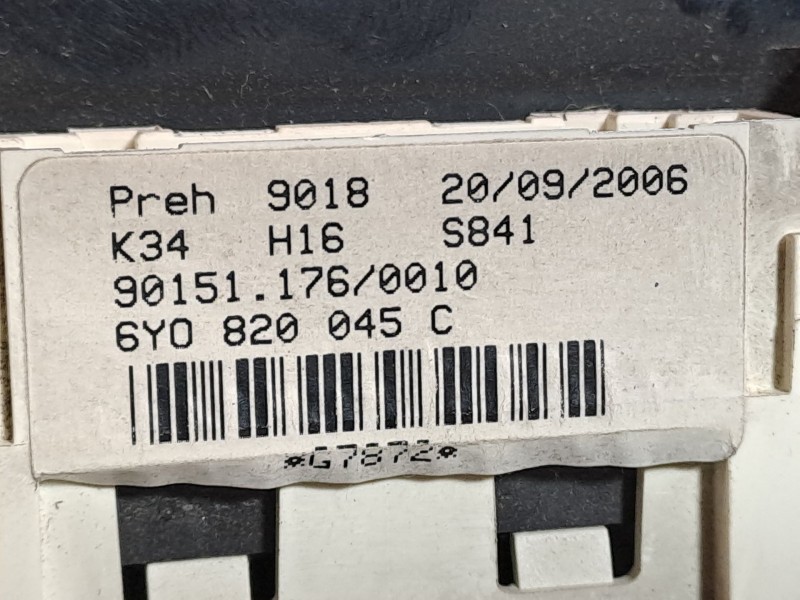 Preh 9018 20/09/2006
K34 H16 S841
90151.176/0010
6Y0 820 045 C
*G7872*